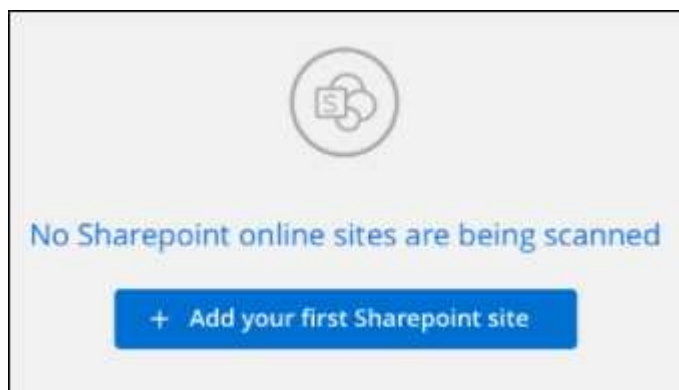 S
No Sharepoint online sites are being scanned
+ Add your first Sharepoint site